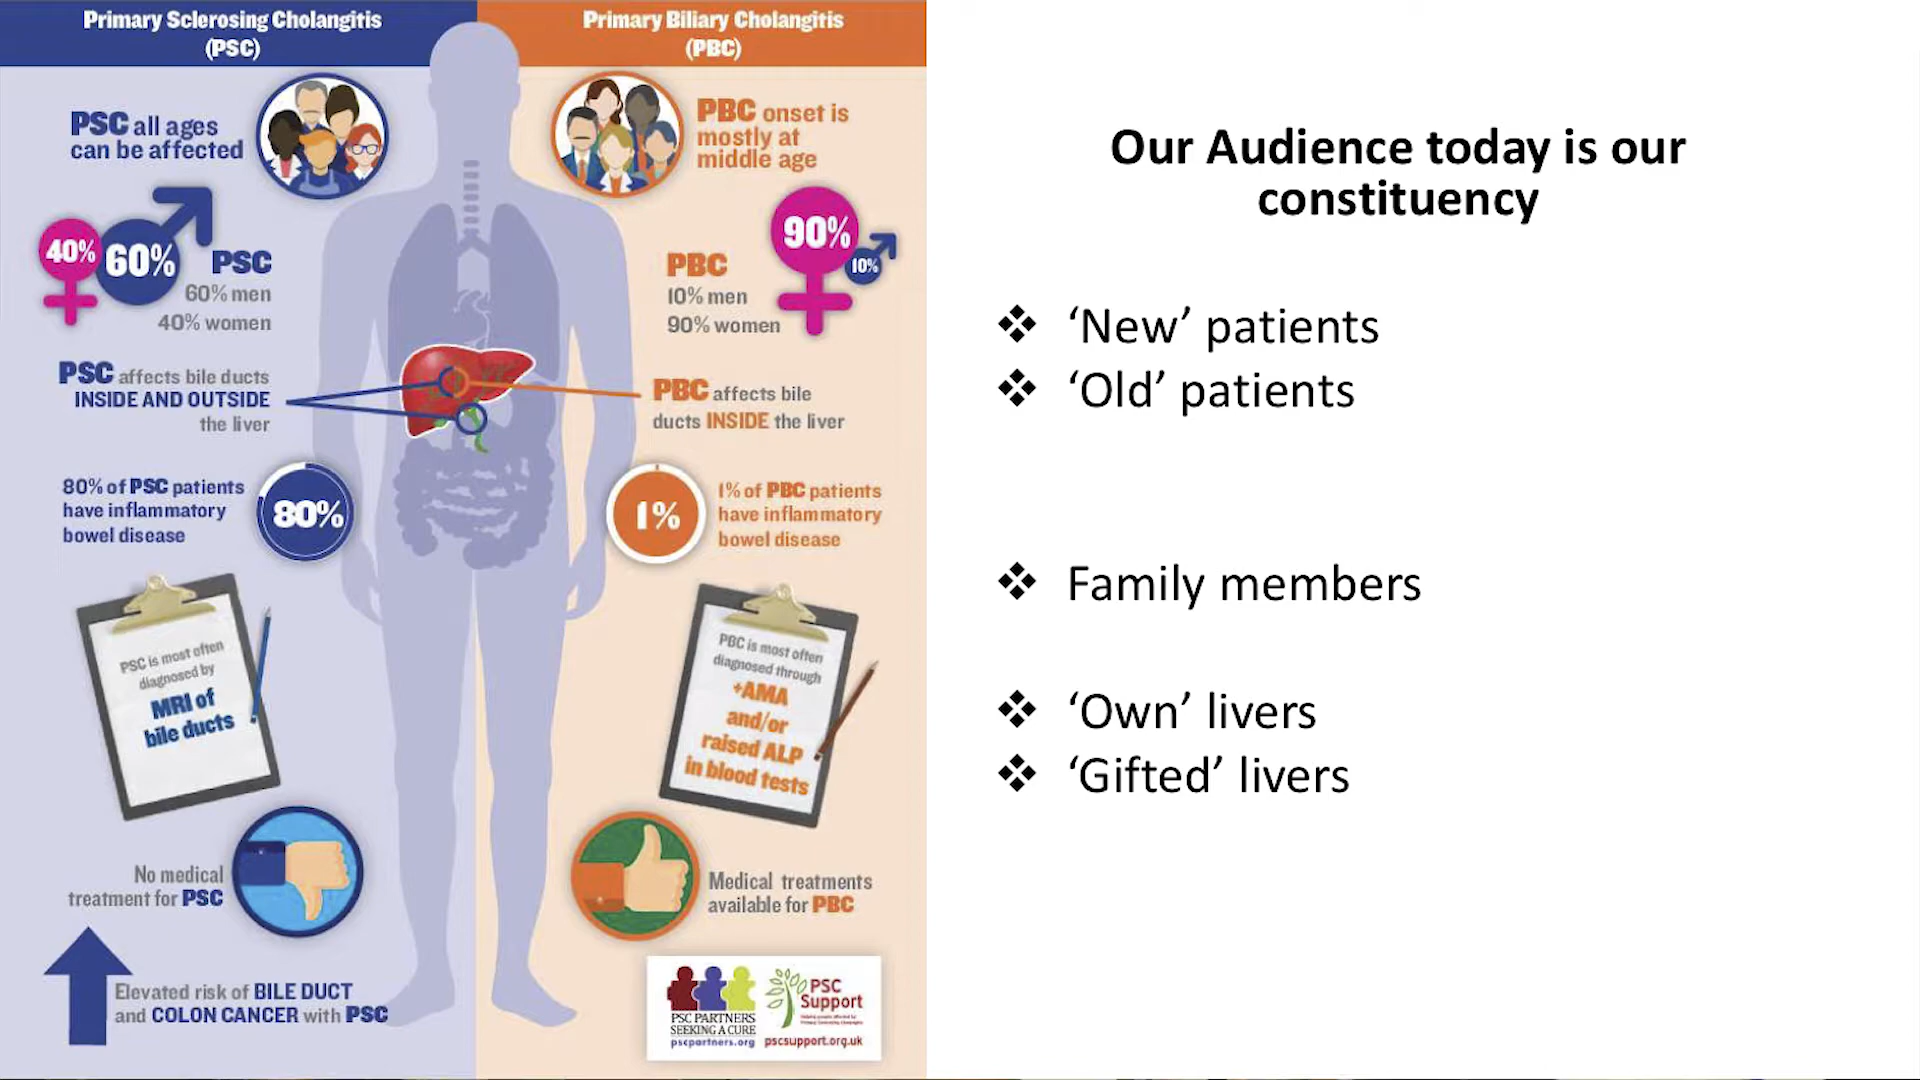 Primary Sclerosing Cholangitis
(PSC)
PSC all ages
can be affected
40%
60%
PSC
60% men
40% women
PSC affects bile ducts
INSIDE AND OUTSIDE
the liver
80% of PSC patients
have inflammatory
bowel disease
80%
PSC is most often
diagnosed by
MRI of
bile ducts
No medical
treatment for PSC
Elevated risk of BILE DUCT
and COLON CANCER with PSC
Primary Biliary Cholangitis
(PBC)
PBC onset is
mostly at
middle age
90%
10%
PBC
10% men
90% women
PBC affects bile
ducts INSIDE the liver
1%
1% of PBC patients
have inflammatory
bowel disease
PBC is most often
diagnosed through
+AMA
and/or
raised ALP
in blood tests
Medical treatments
available for PBC
PSC PARTNERS
SEEKING A CURE
pscpartners.org
PSC
Support
pscsupport.org.uk
Our Audience today is our
constituency
❖ ‘New’ patients
❖ ‘Old’ patients
❖ Family members
❖ ‘Own’ livers
❖ ‘Gifted’ livers